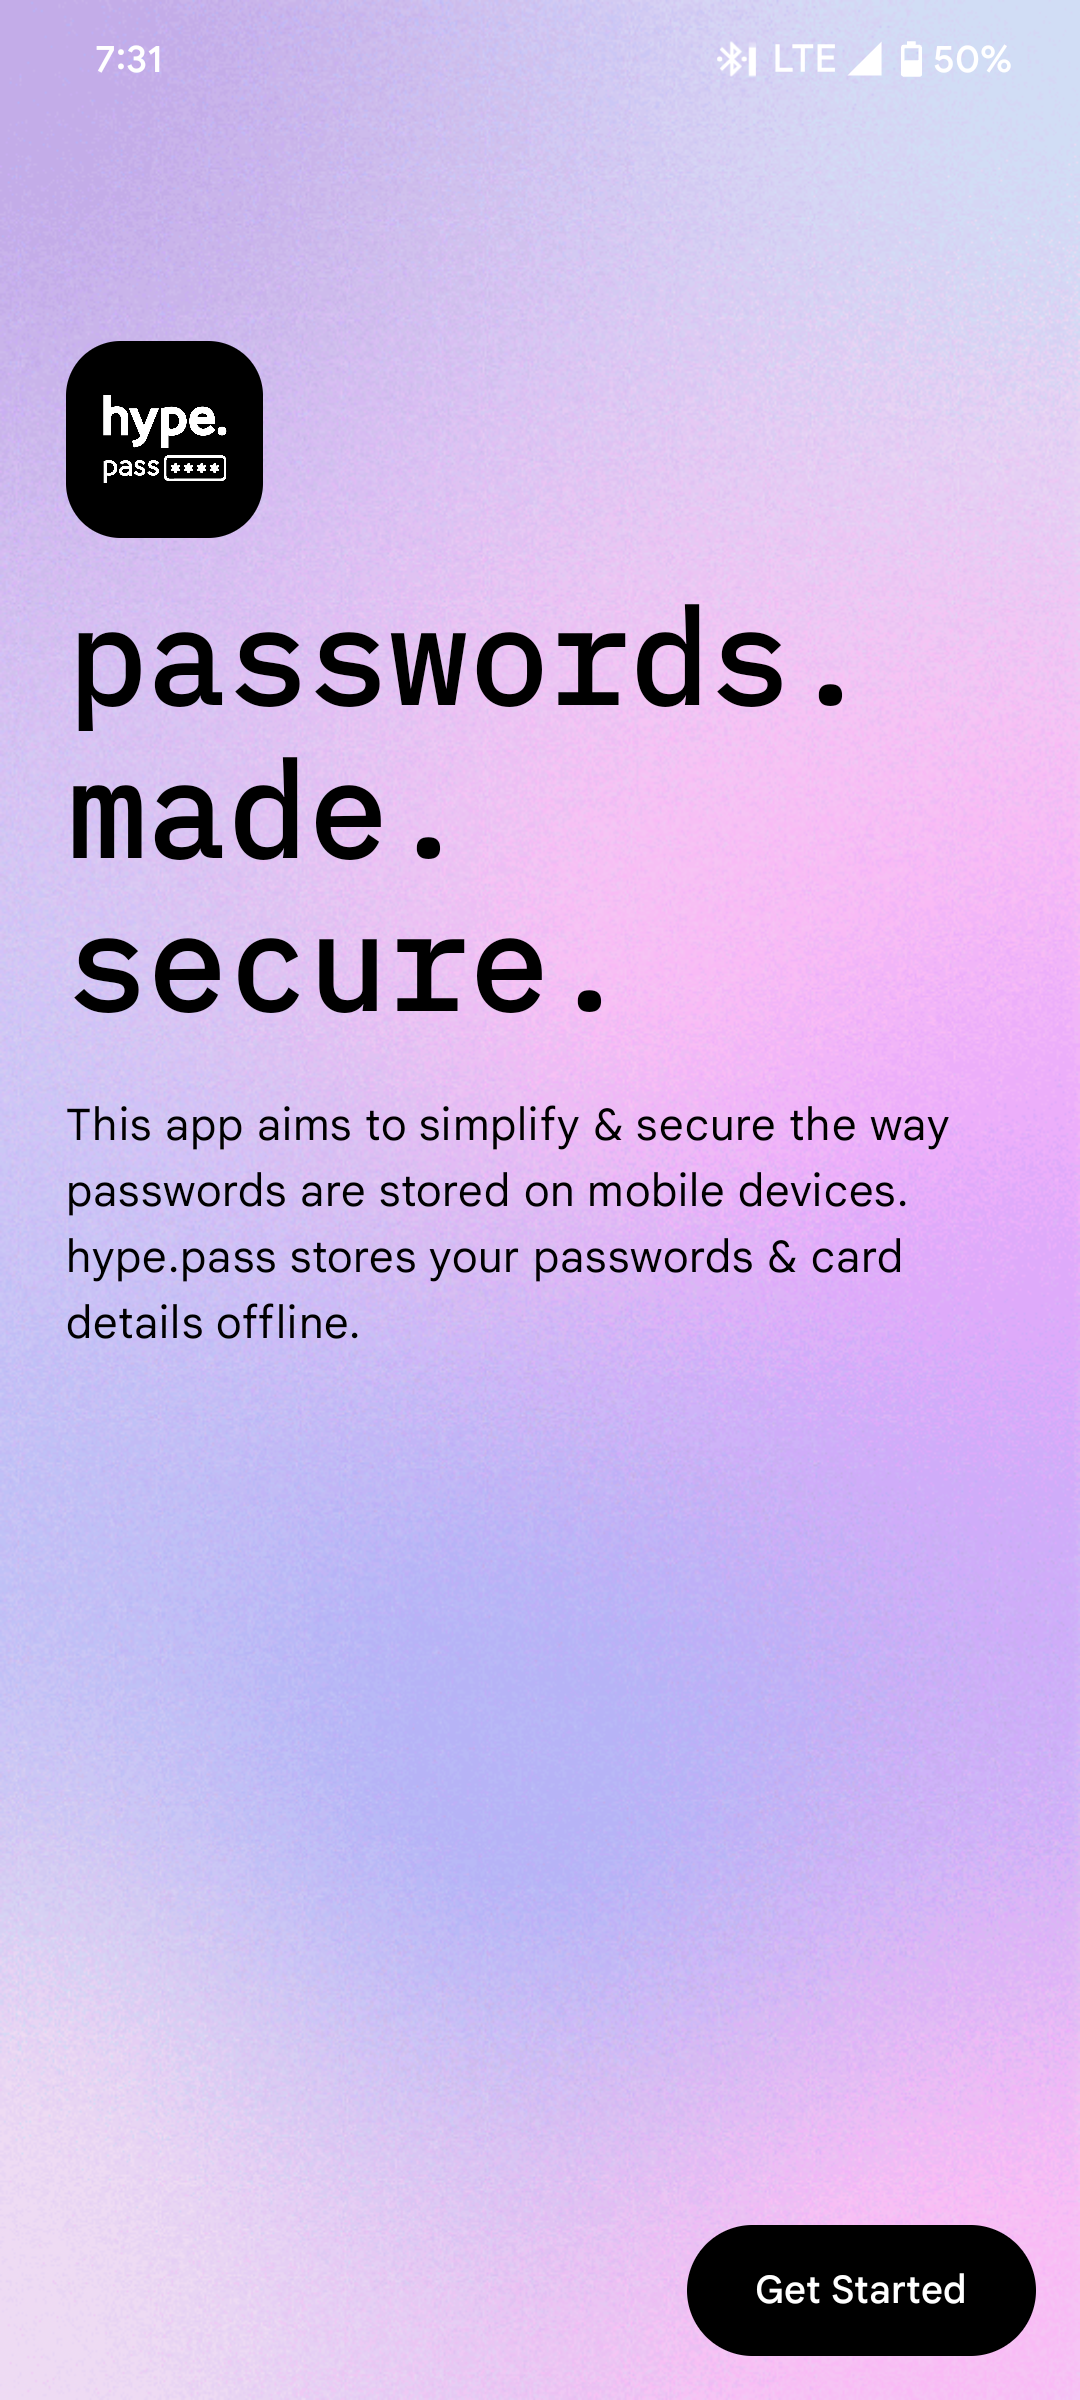 7:31 LTE 50%
hype.
pass ****
passwords.
made.
secure.
This app aims to simplify & secure the way
passwords are stored on mobile devices.
hype.pass stores your passwords & card
details offline.
Get Started